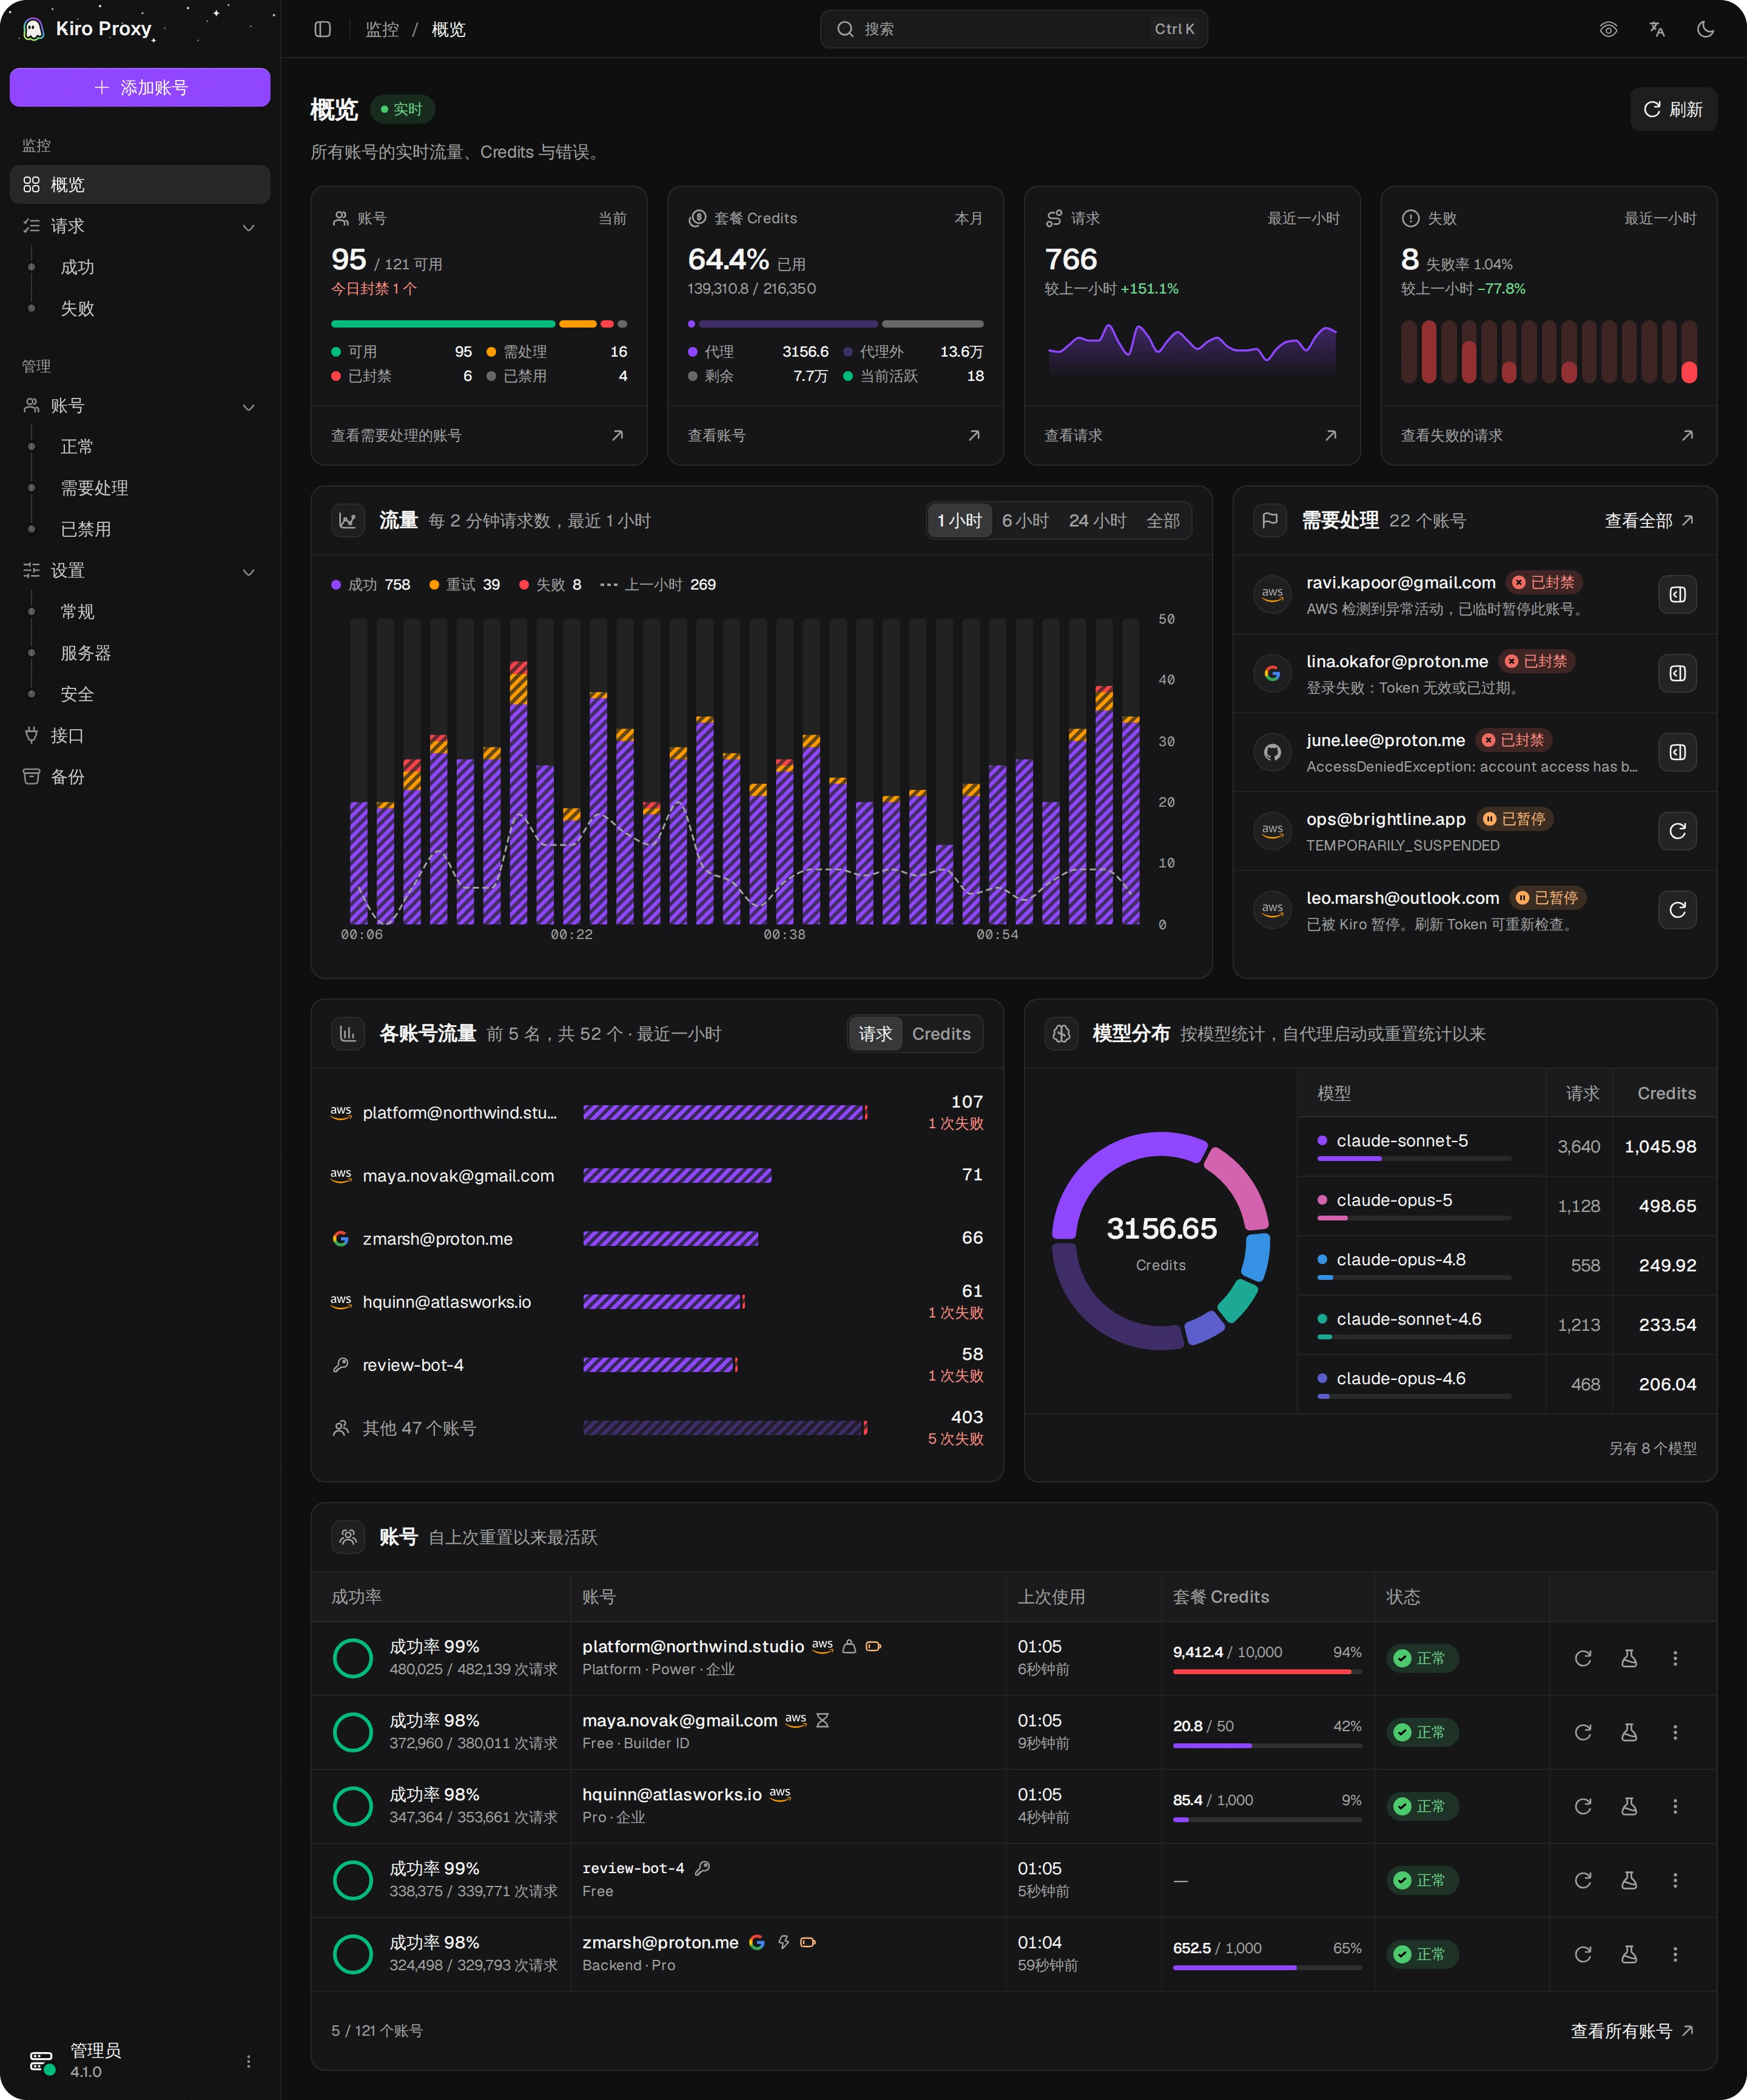 Kiro Proxy
添加账号
监控
概览
请求
成功
失败
管理
账号
正常
需要处理
已禁用
设置
常规
服务器
安全
接口
备份
管理员
4.1.0
监控 / 概览
搜索 Ctrl K
概览 实时
刷新
所有账号的实时流量、Credits 与错误。
账号 当前
95 / 121 可用
今日封禁 1 个
可用 95 需处理 16
已封禁 6 已禁用 4
查看需要处理的账号
套餐 Credits 本月
64.4% 已用
139,310.8 / 216,350
代理 3156.6 代理外 13.6万
剩余 7.7万 当前活跃 18
查看账号
请求 最近一小时
766
较上一小时 +151.1%
查看请求
失败 最近一小时
8 失败率 1.04%
较上一小时 -77.8%
查看失败的请求
流量 每 2 分钟请求数，最近 1 小时
1 小时 6 小时 24 小时 全部
成功 758 重试 39 失败 8 上一小时 269
50
40
30
20
10
0
00:06 00:22 00:38 00:54
需要处理 22 个账号 查看全部
aws ravi.kapoor@gmail.com 已封禁
AWS 检测到异常活动，已临时暂停此账号。
lina.okafor@proton.me 已封禁
登录失败：Token 无效或已过期。
june.lee@proton.me 已封禁
AccessDeniedException: account access has b...
aws ops@brightline.app 已暂停
TEMPORARILY_SUSPENDED
aws leo.marsh@outlook.com 已暂停
已被 Kiro 暂停。刷新 Token 可重新检查。
各账号流量 前 5 名，共 52 个 · 最近一小时
请求 Credits
aws platform@northwind.stu... 107
1 次失败
aws maya.novak@gmail.com 71
zmarsh@proton.me 66
aws hquinn@atlasworks.io 61
1 次失败
review-bot-4 58
1 次失败
其他 47 个账号 403
5 次失败
模型分布 按模型统计，自代理启动或重置统计以来
3156.65
Credits
模型 请求 Credits
claude-sonnet-5 3,640 1,045.98
claude-opus-5 1,128 498.65
claude-opus-4.8 558 249.92
claude-sonnet-4.6 1,213 233.54
claude-opus-4.6 468 206.04
另有 8 个模型
账号 自上次重置以来最活跃
成功率 账号 上次使用 套餐 Credits 状态
成功率 99% platform@northwind.studio aws 01:05 9,412.4 / 10,000 94% 正常
480,025 / 482,139 次请求 Platform · Power · 企业 6秒钟前
成功率 98% maya.novak@gmail.com aws 01:05 20.8 / 50 42% 正常
372,960 / 380,011 次请求 Free · Builder ID 9秒钟前
成功率 98% hquinn@atlasworks.io aws 01:05 85.4 / 1,000 9% 正常
347,364 / 353,661 次请求 Pro · 企业 4秒钟前
成功率 99% review-bot-4 01:05 — 正常
338,375 / 339,771 次请求 Free 5秒钟前
成功率 98% zmarsh@proton.me 01:04 652.5 / 1,000 65% 正常
324,498 / 329,793 次请求 Backend · Pro 59秒钟前
5 / 121 个账号 查看所有账号